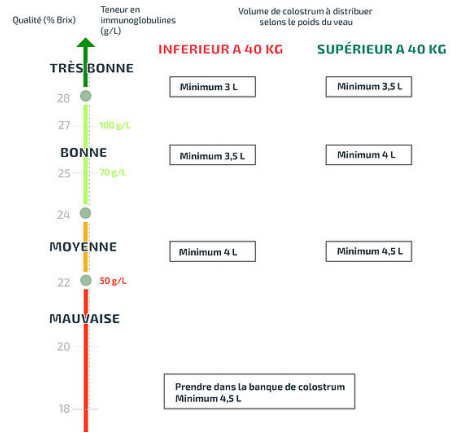 Qualité (% Brix)
Teneur en
immunoglobulines
(g/L)
Volume de colostrum à distribuer
selon le poids du veau
INFERIEUR A 40 KG
SUPÉRIEUR A 40 KG
TRÈS BONNE
Minimum 3 L
Minimum 3,5 L
28
27
100 g/L
BONNE
Minimum 3,5 L
Minimum 4 L
25
70 g/L
24
MOYENNE
Minimum 4 L
Minimum 4,5 L
22
50 g/L
MAUVAISE
20
Prendre dans la banque de colostrum
Minimum 4,5 L
18